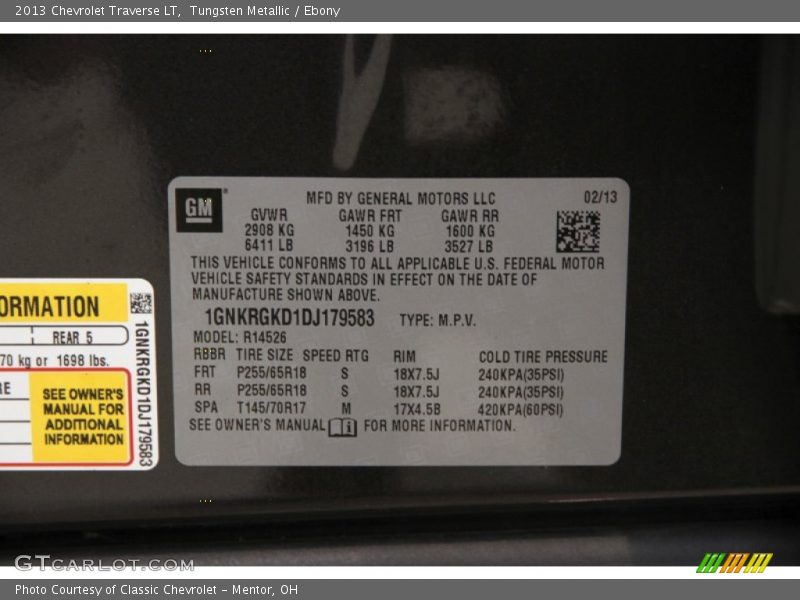 2013 Chevrolet Traverse LT,  Tungsten Metallic / Ebony
GM
MFD BY GENERAL MOTORS LLC 02/13
GVWR GAWR FRT GAWR RR
2908 KG 1450 KG 1600 KG
6411 LB 3196 LB 3527 LB
THIS VEHICLE CONFORMS TO ALL APPLICABLE U.S. FEDERAL MOTOR
VEHICLE SAFETY STANDARDS IN EFFECT ON THE DATE OF
MANUFACTURE SHOWN ABOVE.
1GNKRGKD1DJ179583 TYPE: M.P.V.
MODEL: R14526
RBBR TIRE SIZE SPEED RTG RIM COLD TIRE PRESSURE
FRT P255/65R18 S 18X7.5J 240KPA(35PSI)
RR P255/65R18 S 18X7.5J 240KPA(35PSI)
SPA T145/70R17 M 17X4.5B 420KPA(60PSI)
SEE OWNER'S MANUAL FOR MORE INFORMATION.
ORMATION
REAR 5
70 kg or 1698 lbs.
RE
SEE OWNER'S
MANUAL FOR
ADDITIONAL
INFORMATION
1GNKRGKD1DJ179583
GTCARLOT.COM
Photo Courtesy of Classic Chevrolet - Mentor, OH